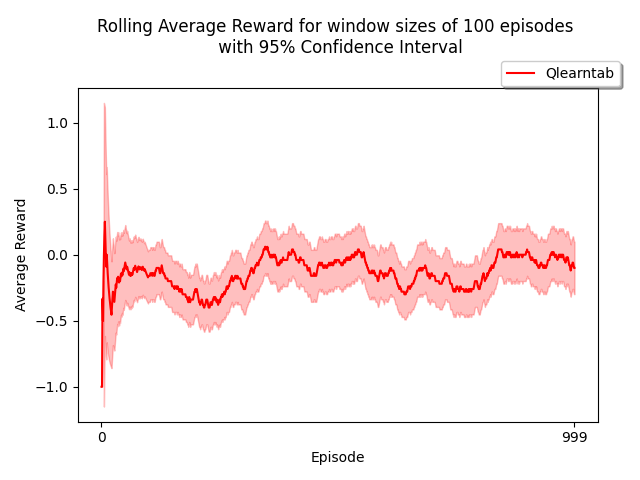 Rolling Average Reward for window sizes of 100 episodes
with 95% Confidence Interval
Qlearntab
1.0
0.5
0.0
−0.5
−1.0
Average Reward
0
999
Episode